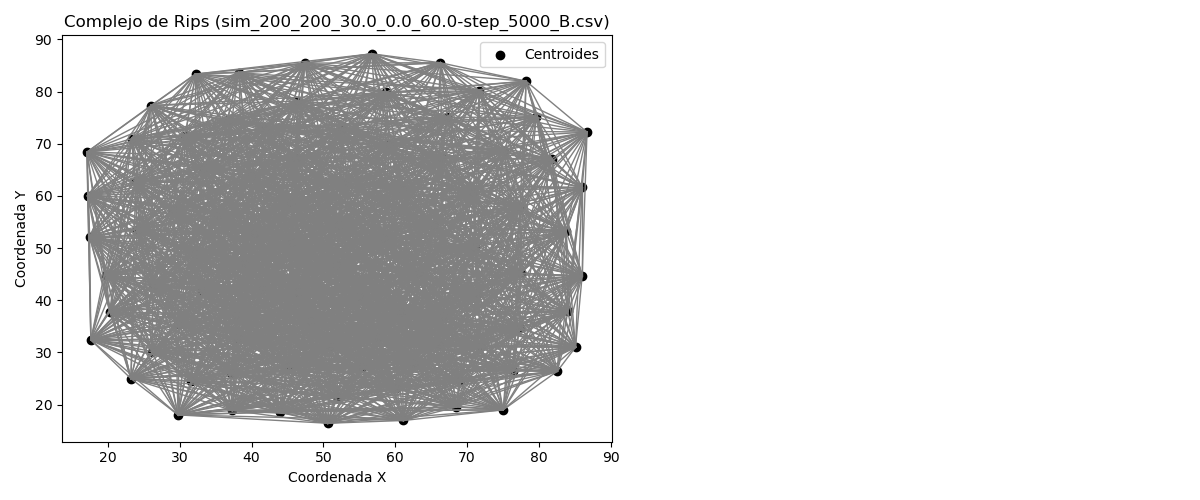 Complejo de Rips (sim_200_200_30.0_0.0_60.0-step_5000_B.csv)
Centroides
90
80
70
60
50
40
30
20
Coordenada Y
20 30 40 50 60 70 80 90
Coordenada X